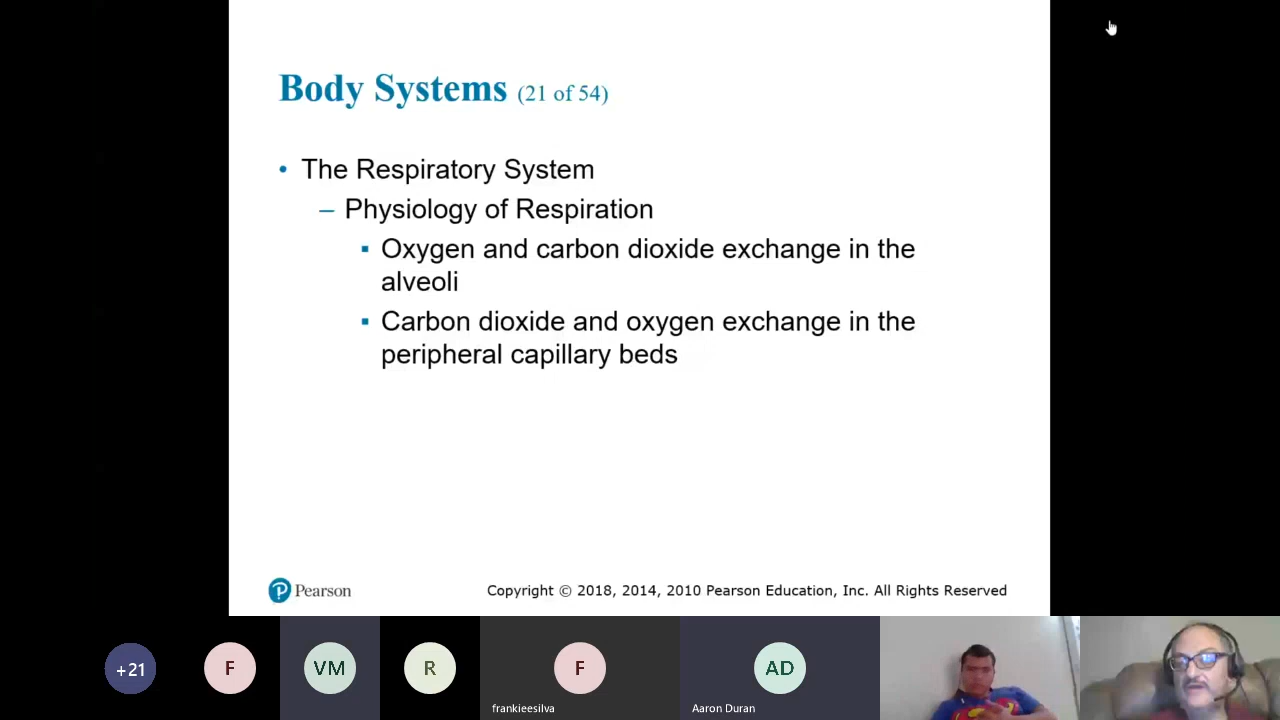 Body Systems (21 of 54)
• The Respiratory System
– Physiology of Respiration
▪ Oxygen and carbon dioxide exchange in the
alveoli
▪ Carbon dioxide and oxygen exchange in the
peripheral capillary beds
Pearson
Copyright © 2018, 2014, 2010 Pearson Education, Inc. All Rights Reserved
+21
F
VM
R
F
frankieesilva
AD
Aaron Duran